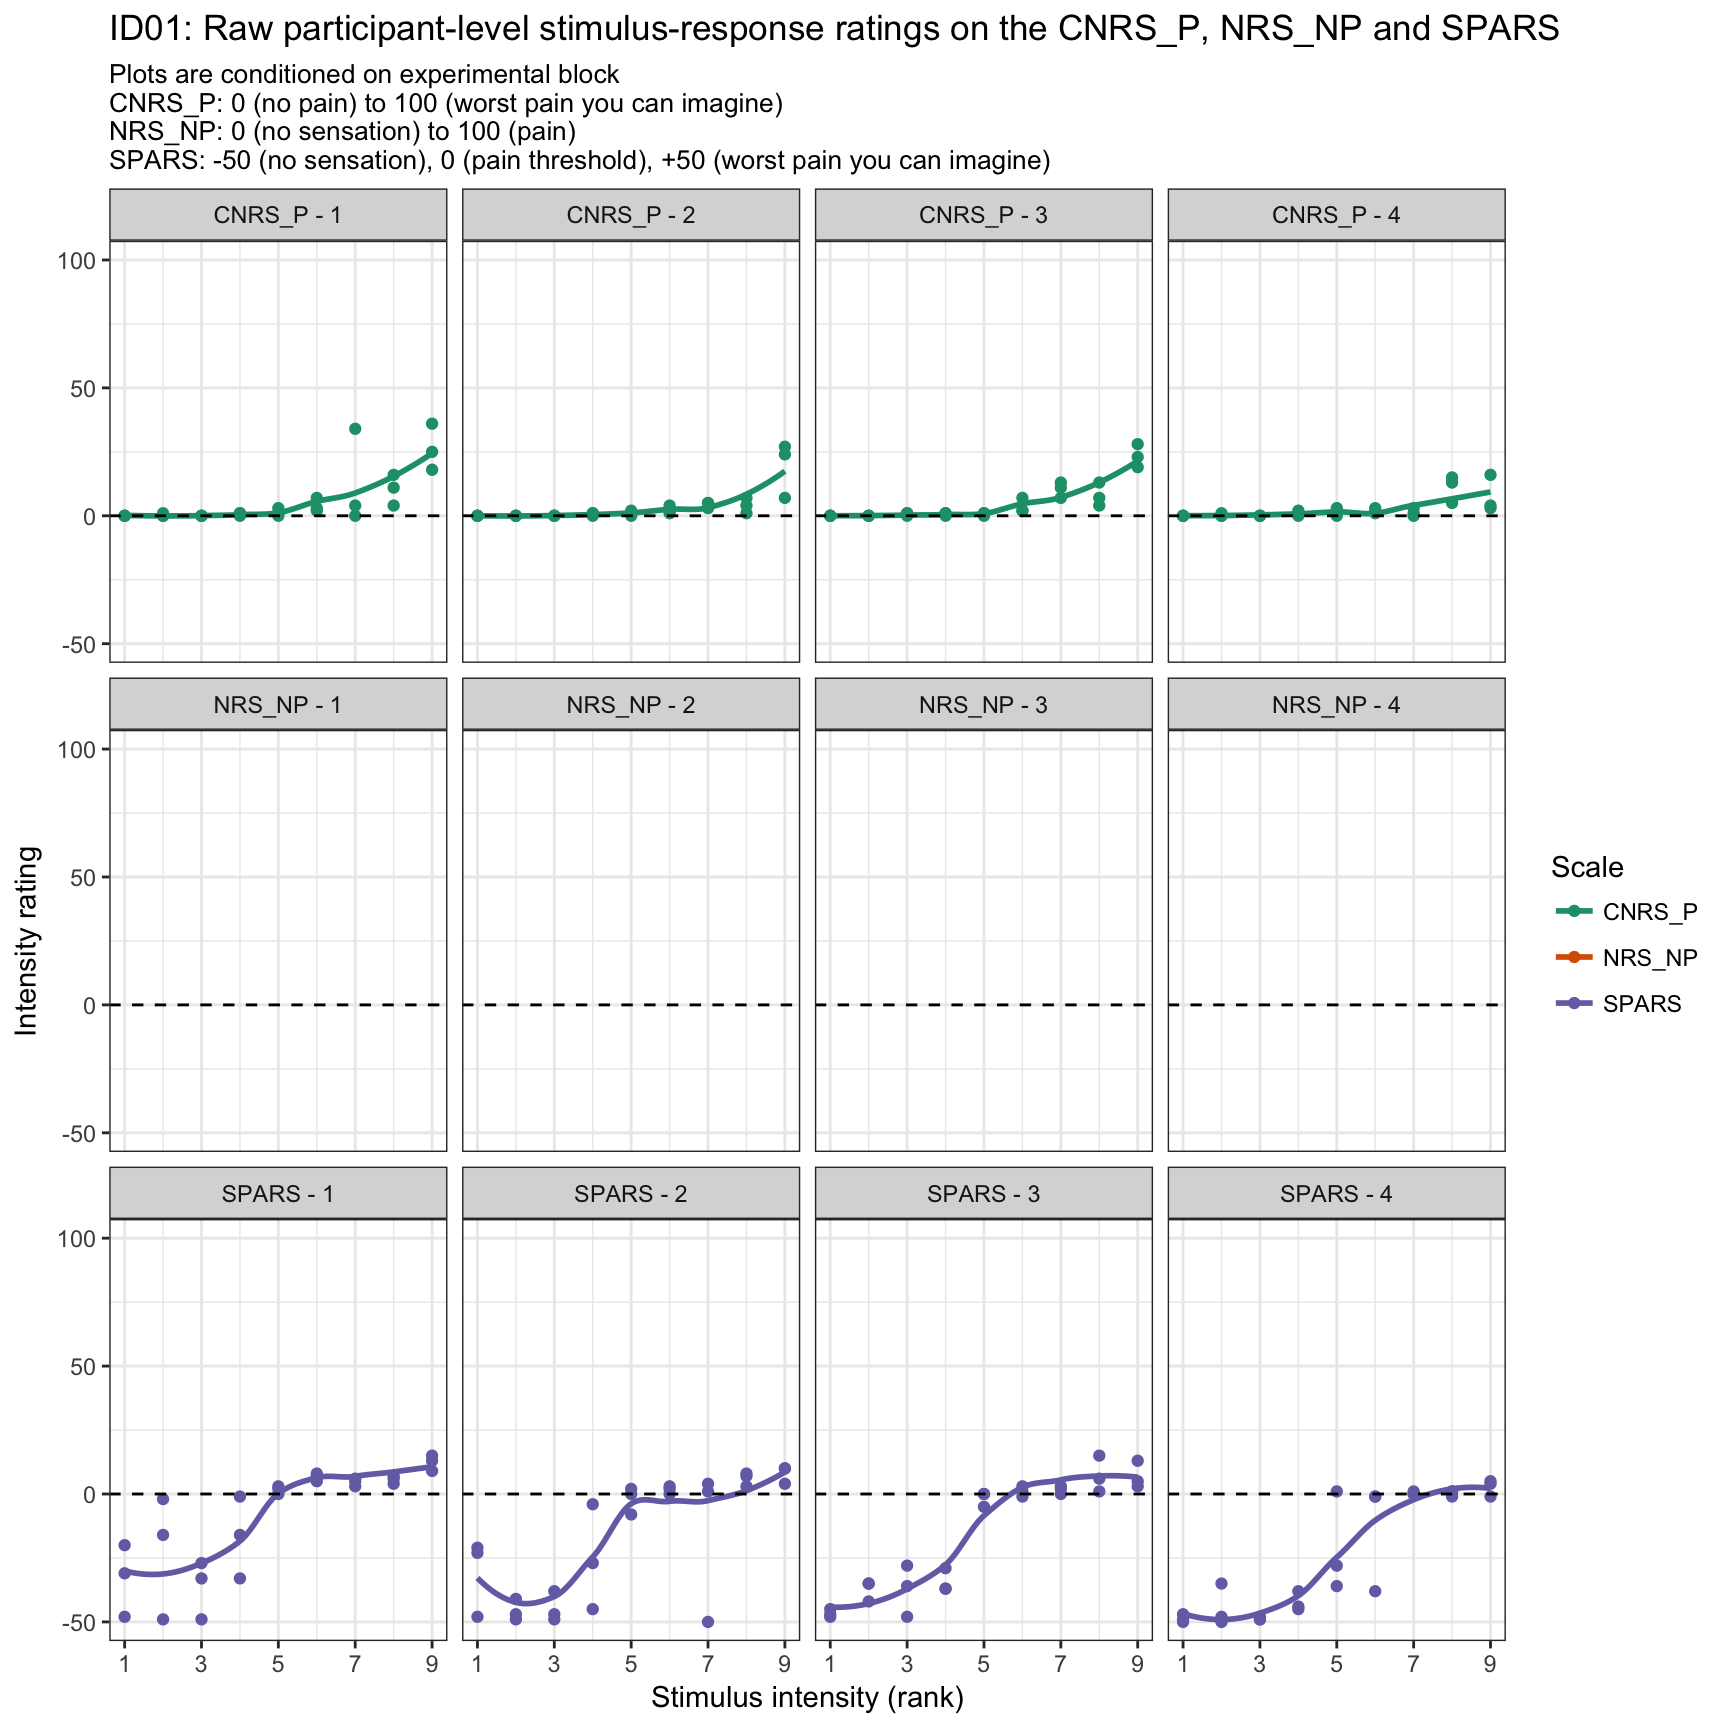 ID01: Raw participant-level stimulus-response ratings on the CNRS_P, NRS_NP and SPARS
Plots are conditioned on experimental block
CNRS_P: 0 (no pain) to 100 (worst pain you can imagine)
NRS_NP: 0 (no sensation) to 100 (pain)
SPARS: -50 (no sensation), 0 (pain threshold), +50 (worst pain you can imagine)
CNRS_P - 1 CNRS_P - 2 CNRS_P - 3 CNRS_P - 4
100
50
0
-50
NRS_NP - 1 NRS_NP - 2 NRS_NP - 3 NRS_NP - 4
100
50
0
-50
SPARS - 1 SPARS - 2 SPARS - 3 SPARS - 4
100
50
0
-50
1 3 5 7 9 1 3 5 7 9 1 3 5 7 9 1 3 5 7 9
Stimulus intensity (rank)
Intensity rating
Scale
CNRS_P
NRS_NP
SPARS